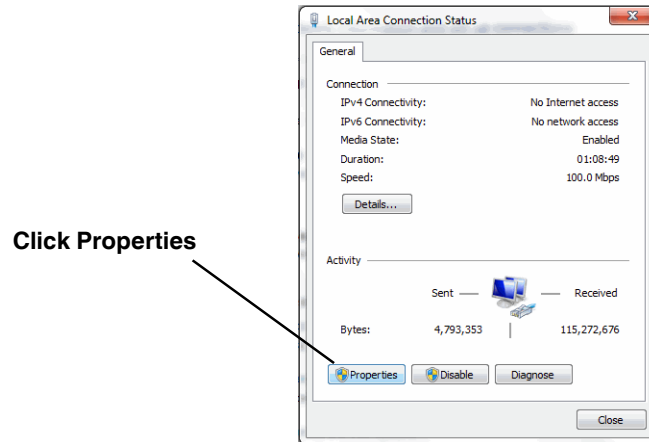 Local Area Connection Status
General
Connection
IPv4 Connectivity: No Internet access
IPv6 Connectivity: No network access
Media State: Enabled
Duration: 01:08:49
Speed: 100.0 Mbps
Details...
Click Properties
Activity
Sent Received
Bytes: 4,793,353 115,272,676
Properties Disable Diagnose
Close